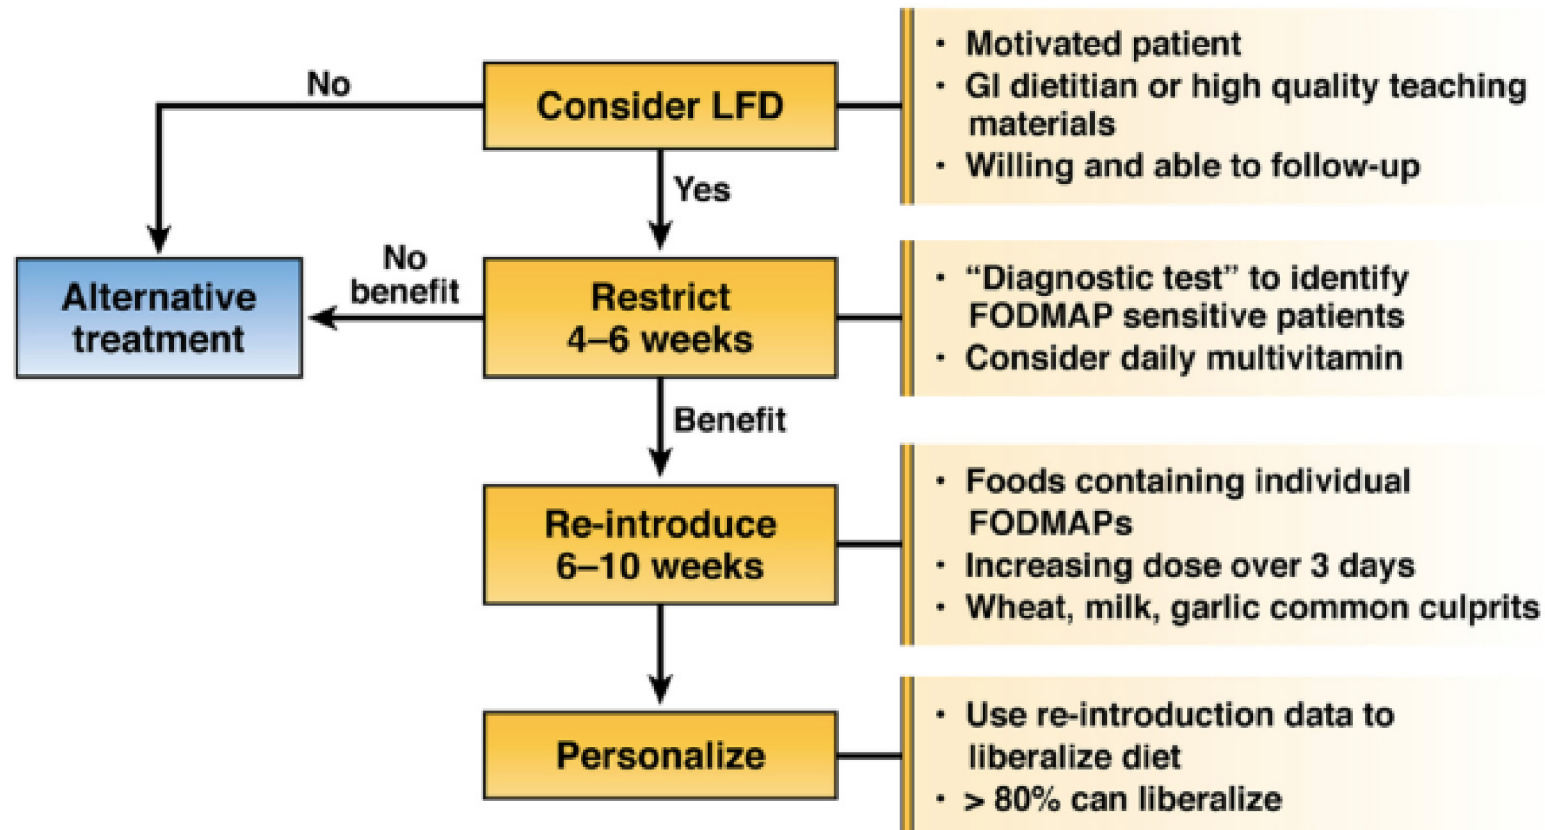 No
Consider LFD
• Motivated patient
• GI dietitian or high quality teaching
materials
• Willing and able to follow-up
Yes
Alternative
treatment
No
benefit
Restrict
4–6 weeks
• “Diagnostic test” to identify
FODMAP sensitive patients
• Consider daily multivitamin
Benefit
Re-introduce
6–10 weeks
• Foods containing individual
FODMAPs
• Increasing dose over 3 days
• Wheat, milk, garlic common culprits
Personalize
• Use re-introduction data to
liberalize diet
• > 80% can liberalize